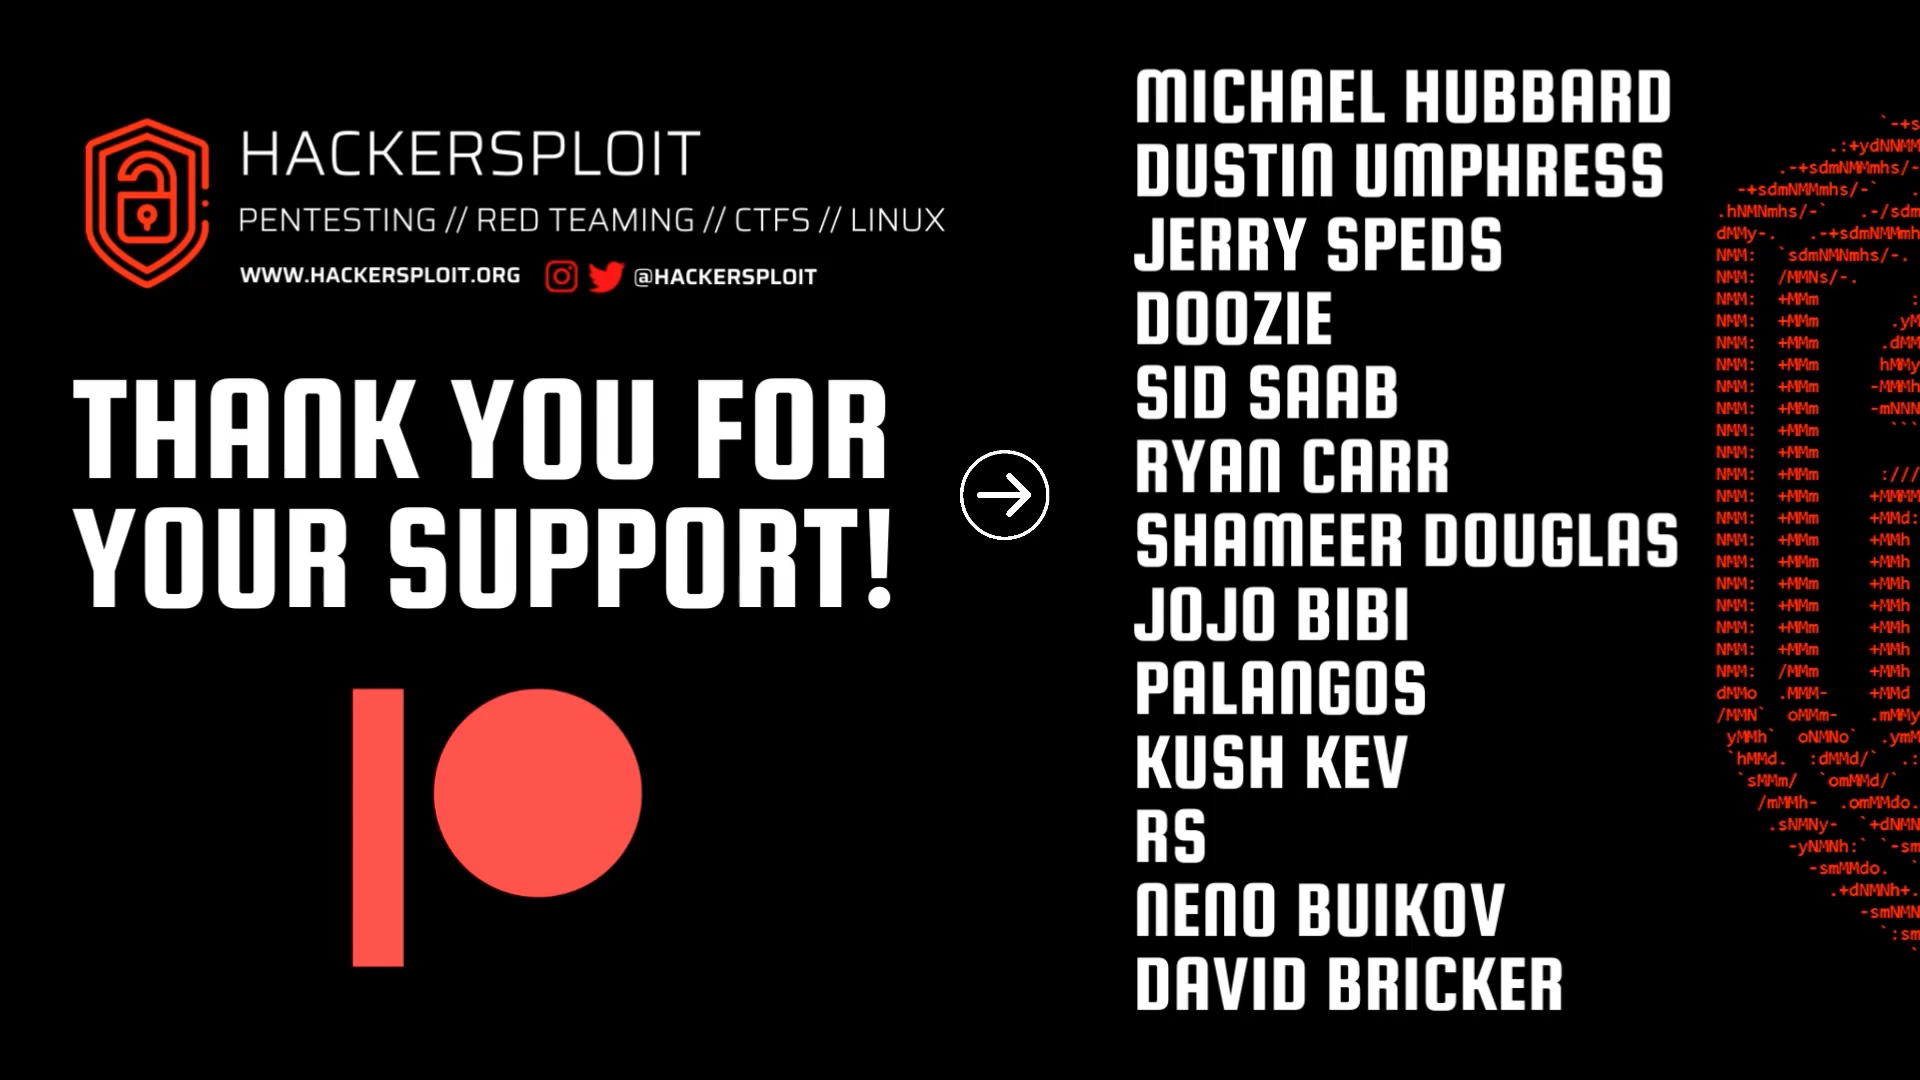 HACKERSPLOIT
PENTESTING // RED TEAMING // CTFS // LINUX
WWW.HACKERSPLOIT.ORG @HACKERSPLOIT
THANK YOU FOR
YOUR SUPPORT!
MICHAEL HUBBARD
DUSTIN UMPHRESS
JERRY SPEDS
DOOZIE
SID SAAB
RYAN CARR
SHAMEER DOUGLAS
JOJO BIBI
PALANGOS
KUSH KEV
RS
NENO BUIKOV
DAVID BRICKER